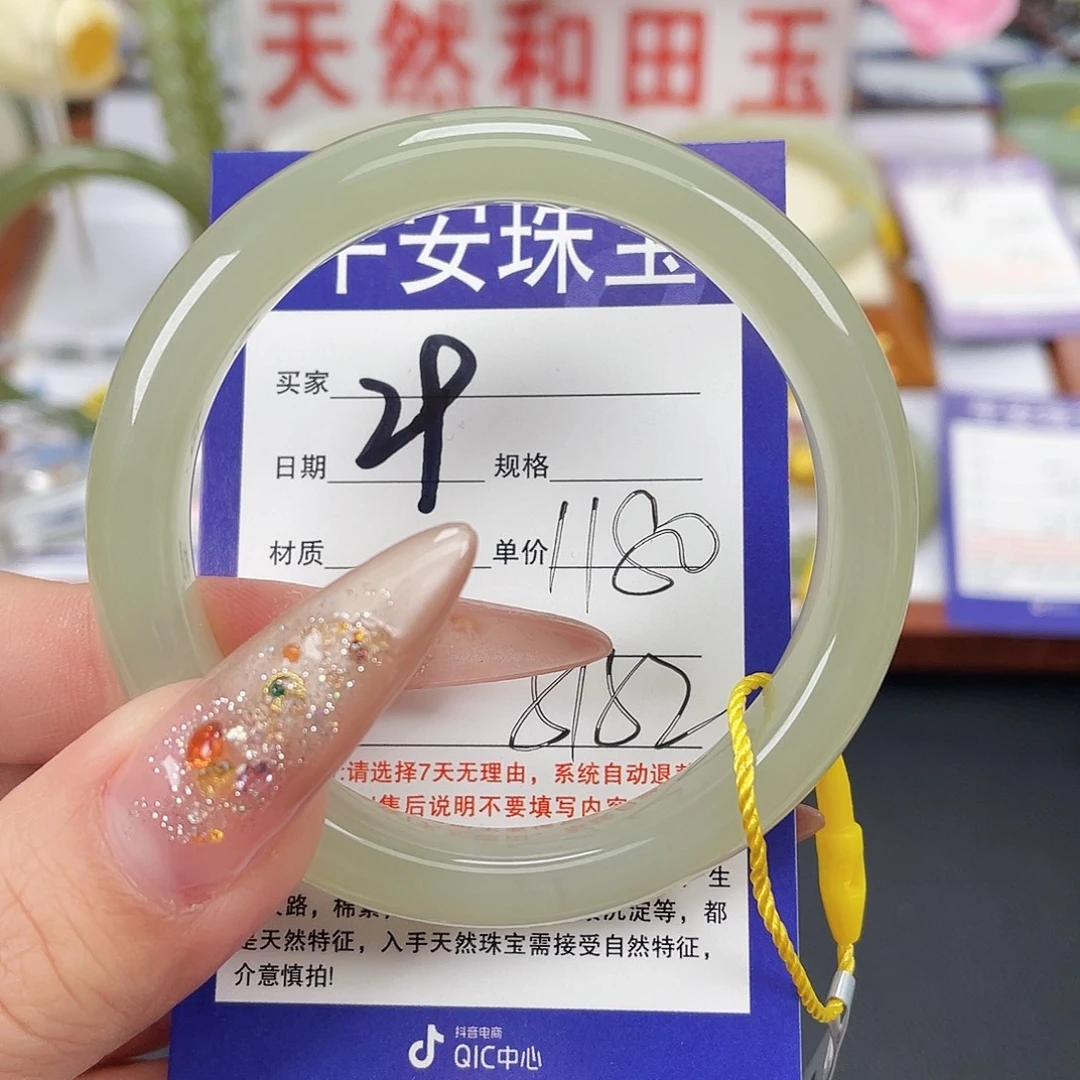 天然和田玉
平安珠宝
买家
29
日期 规格
材质 单价 1180
8182
:请选择7天无理由，系统自动退
售后说明不要填写内容
生
路，棉絮， 沉淀等，都
是天然特征，入手天然珠宝需接受自然特征，
介意慎拍!
抖音电商
QIC中心